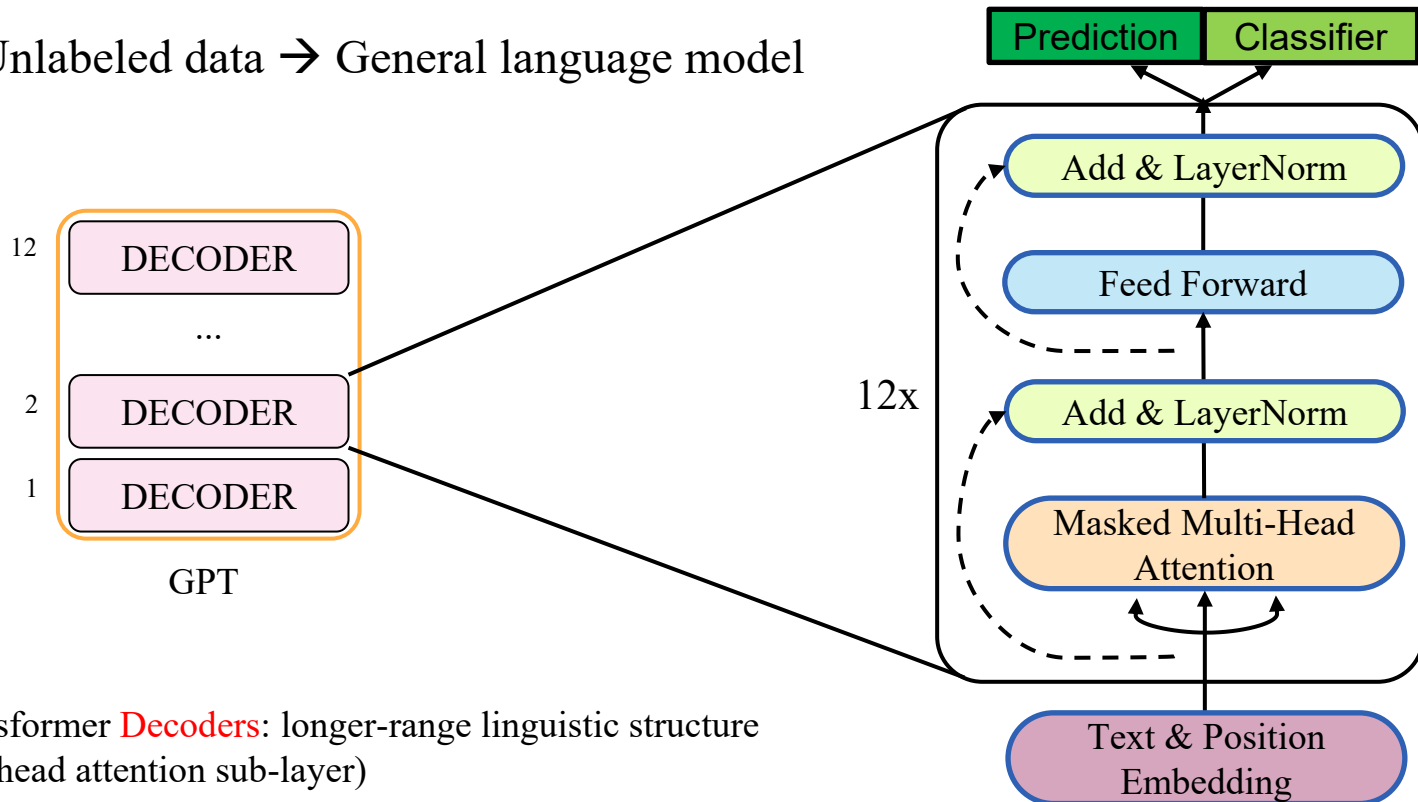 Unlabeled data → General language model
Prediction
Classifier
Add & LayerNorm
Feed Forward
12x
Add & LayerNorm
Masked Multi-Head
Attention
Text & Position
Embedding
12
DECODER
...
2
DECODER
1
DECODER
GPT
sformer Decoders: longer-range linguistic structure
head attention sub-layer)